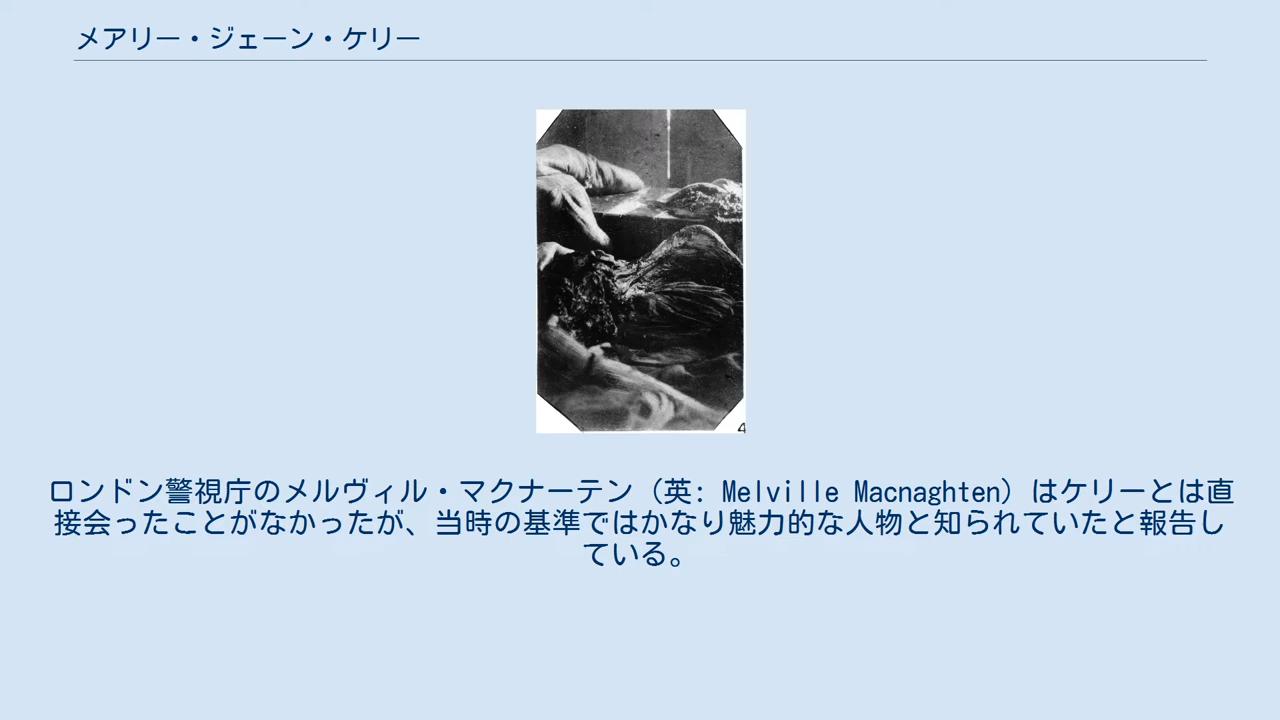 メアリー・ジェーン・ケリー
4
ロンドン警視庁のメルヴィル・マクナーテン（英: Melville Macnaghten）はケリーとは直
接会ったことがなかったが、当時の基準ではかなり魅力的な人物と知られていたと報告し
ている。